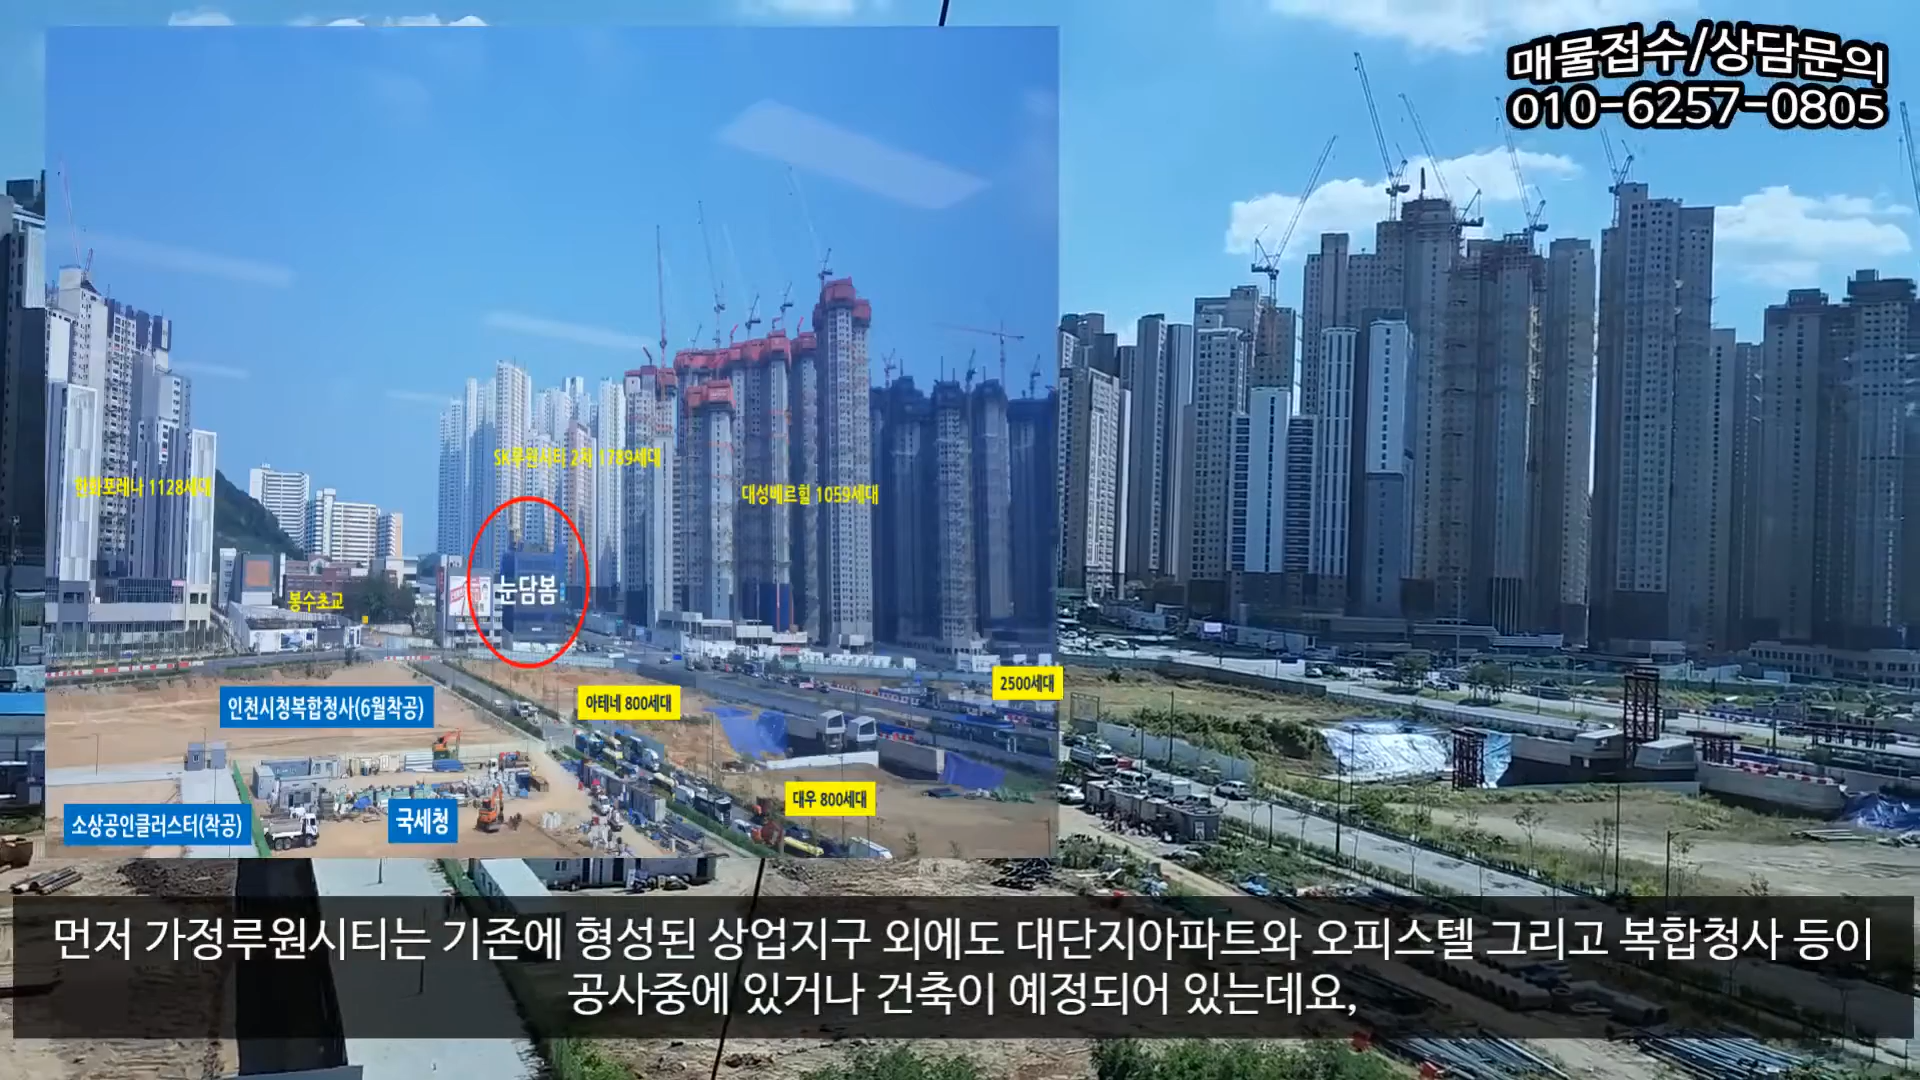 매물접수/상담문의
010-6257-0805
SK루원시티 2차 1789세대
한화포레나 1128세대
대성베르힐 1059세대
눈담봄
봉수초교
2500세대
인천시청복합청사(6월착공)
아테네 800세대
대우 800세대
소상공인클러스터(착공)
국세청
먼저 가정루원시티는 기존에 형성된 상업지구 외에도 대단지아파트와 오피스텔 그리고 복합청사 등이
공사중에 있거나 건축이 예정되어 있는데요,